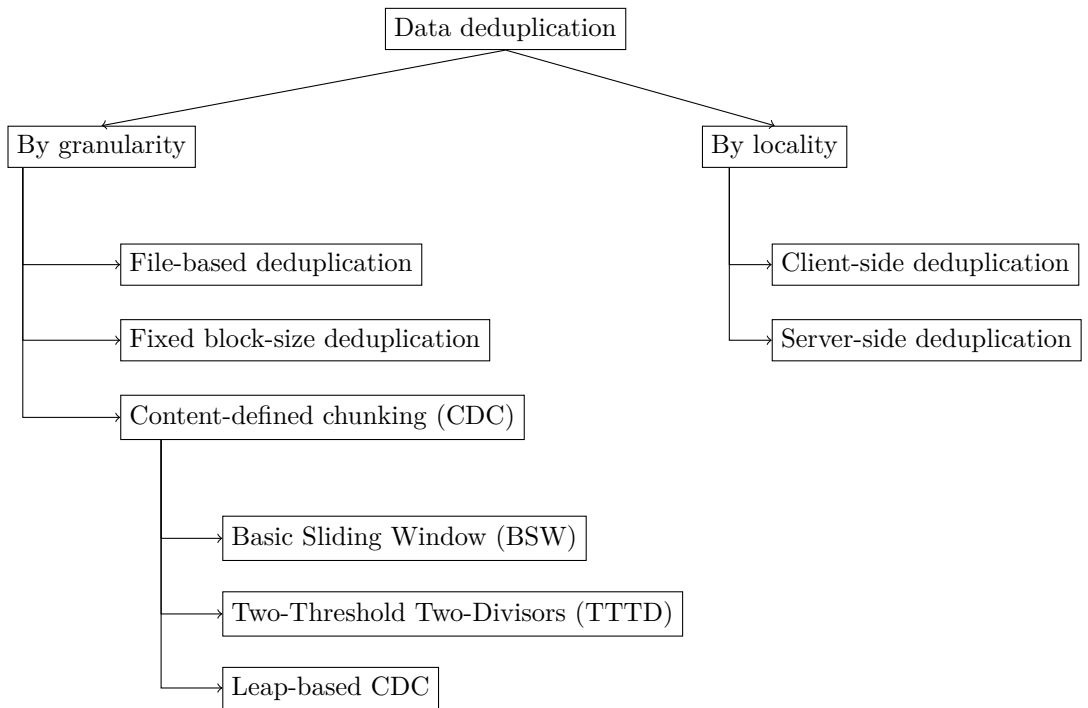 Data deduplication
By granularity
By locality
File-based deduplication
Client-side deduplication
Fixed block-size deduplication
Server-side deduplication
Content-defined chunking (CDC)
Basic Sliding Window (BSW)
Two-Threshold Two-Divisors (TTTD)
Leap-based CDC